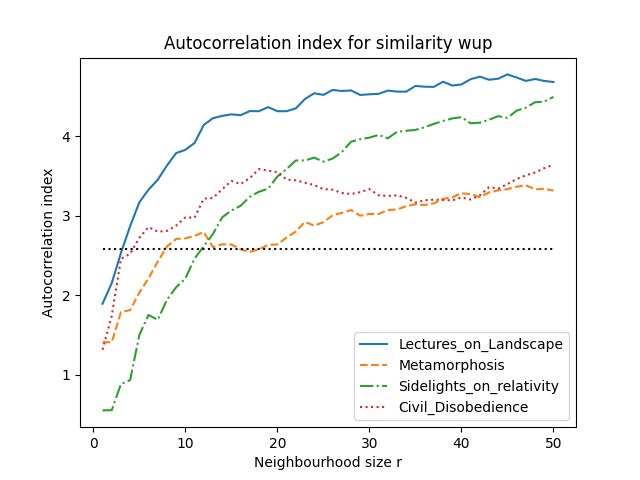 Autocorrelation index for similarity wup
Autocorrelation index
4
3
2
1
0
10
20
30
40
50
Neighbourhood size r
Lectures_on_Landscape
Metamorphosis
Sidelights_on_relativity
Civil_Disobedience